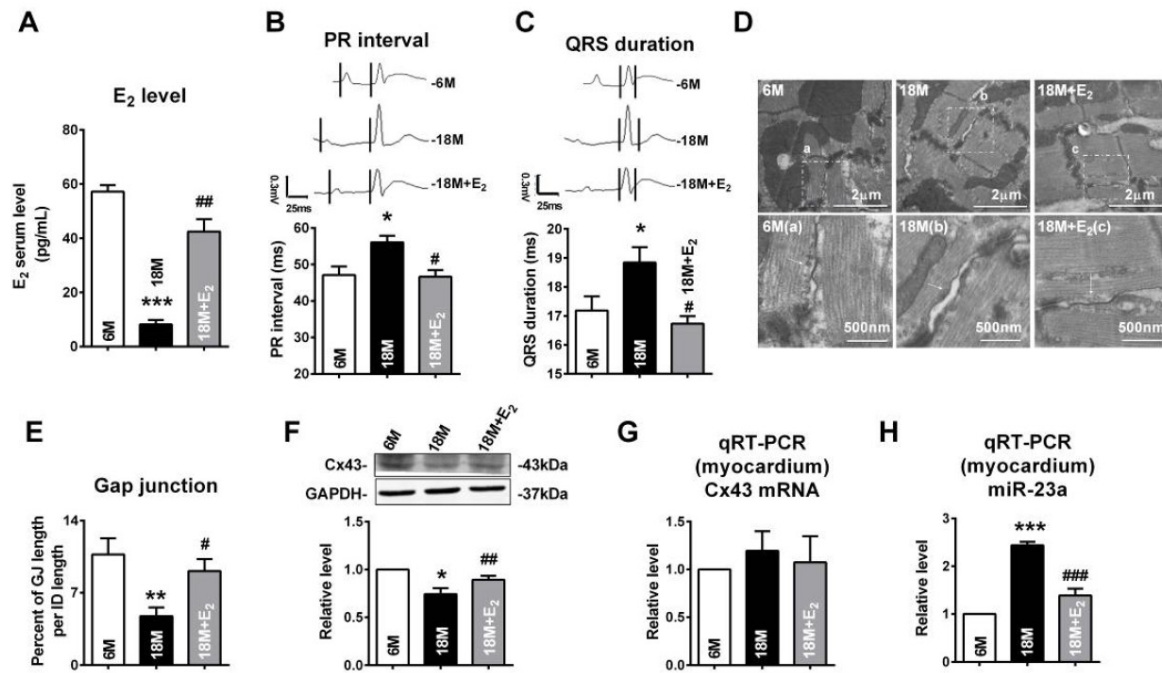 A
E₂ level
E₂ serum level
(pg/mL)
80
60
40
20
0
6M
18M
***
18M+E₂
##
B
PR interval
-6M
-18M
-18M+E₂
0.3mV
25ms
PR interval (ms)
60
50
40
30
20
6M
18M
*
18M+E₂
#
C
QRS duration
-6M
-18M
-18M+E₂
0.3mV
25ms
QRS duration (ms)
20
19
18
17
16
15
6M
18M
*
# 18M+E₂
D
6M
a
2μm
18M
b
2μm
18M+E₂
c
2μm
6M(a)
500nm
18M(b)
500nm
18M+E₂(c)
500nm
E
Gap junction
Percent of GJ length
per ID length
14
12
8
4
0
6M
18M
**
18M+E₂
#
F
6M
18M
18M+E₂
Cx43-
-43kDa
GAPDH-
-37kDa
Relative level
1.5
1.0
0.5
0.0
6M
18M
*
18M+E₂
##
G
qRT-PCR
(myocardium)
Cx43 mRNA
Relative level
1.5
1.0
0.5
0.0
6M
18M
18M+E₂
H
qRT-PCR
(myocardium)
miR-23a
Relative level
3
2
1
0
6M
18M
***
18M+E₂
###